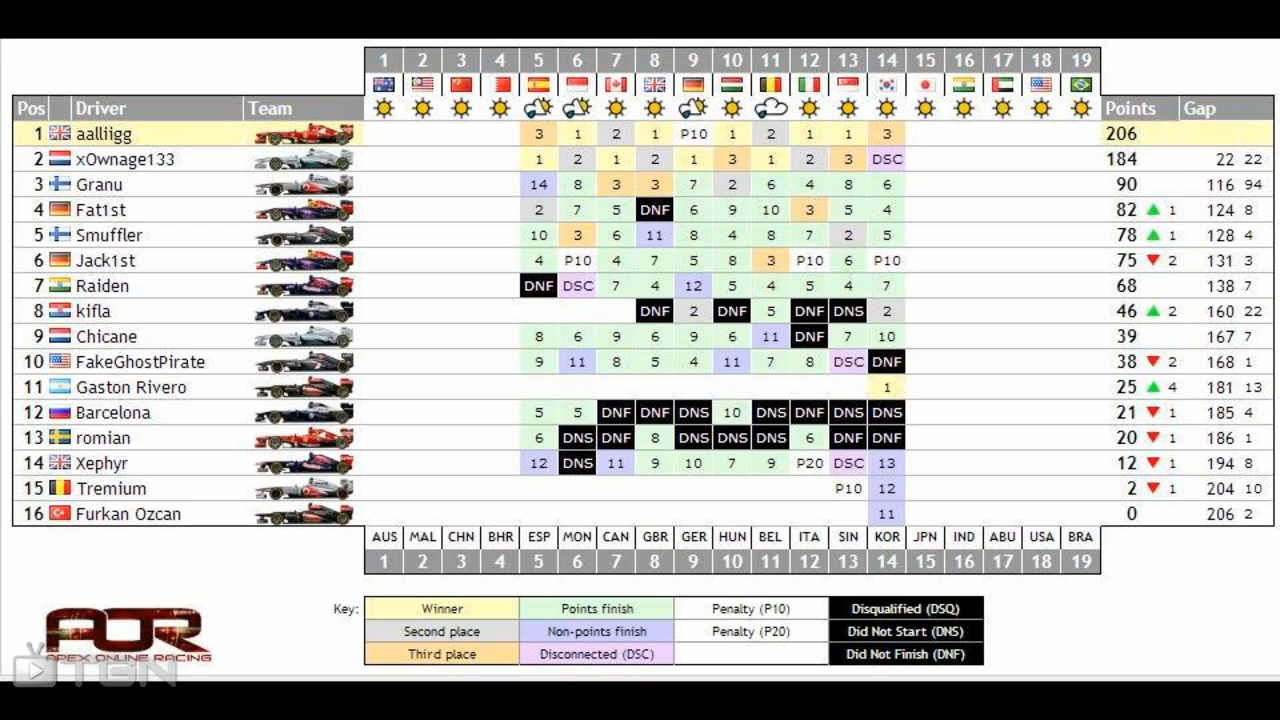 1 2 3 4 5 6 7 8 9 10 11 12 13 14 15 16 17 18 19
Pos Driver Team Points Gap
1 aalliigg 3 1 2 1 P10 1 2 1 1 3 206
2 xOwnage133 1 2 1 2 1 3 1 2 3 DSC 184 22 22
3 Granu 14 8 3 3 7 2 6 4 8 6 90 116 94
4 Fat1st 2 7 5 DNF 6 9 10 3 5 4 82 1 124 8
5 Smuffler 10 3 6 11 8 4 8 7 2 5 78 1 128 4
6 Jack1st 4 P10 4 7 5 8 3 P10 6 P10 75 2 131 3
7 Raiden DNF DSC 7 4 12 5 4 5 4 7 68 138 7
8 kifla DNF 2 DNF 5 DNF DNS 2 46 2 160 22
9 Chicane 8 6 9 6 9 6 11 DNF 7 10 39 167 7
10 FakeGhostPirate 9 11 8 5 4 11 7 8 DSC DNF 38 2 168 1
11 Gaston Rivero 1 25 4 181 13
12 Barcelona 5 5 DNF DNF DNS 10 DNS DNF DNS DNS 21 1 185 4
13 romian 6 DNS DNF 8 DNS DNS DNS 6 DNF DNF 20 1 186 1
14 Xephyr 12 DNS 11 9 10 7 9 P20 DSC 13 12 1 194 8
15 Tremium P10 12 2 1 204 10
16 Furkan Ozcan 11 0 206 2
AUS MAL CHN BHR ESP MON CAN GBR GER HUN BEL ITA SIN KOR JPN IND ABU USA BRA
1 2 3 4 5 6 7 8 9 10 11 12 13 14 15 16 17 18 19
Key: Winner Points finish Penalty (P10) Disqualified (DSQ)
Second place Non-points finish Penalty (P20) Did Not Start (DNS)
Third place Disconnected (DSC) Did Not Finish (DNF)
AOR
APEX ONLINE RACING
TGN